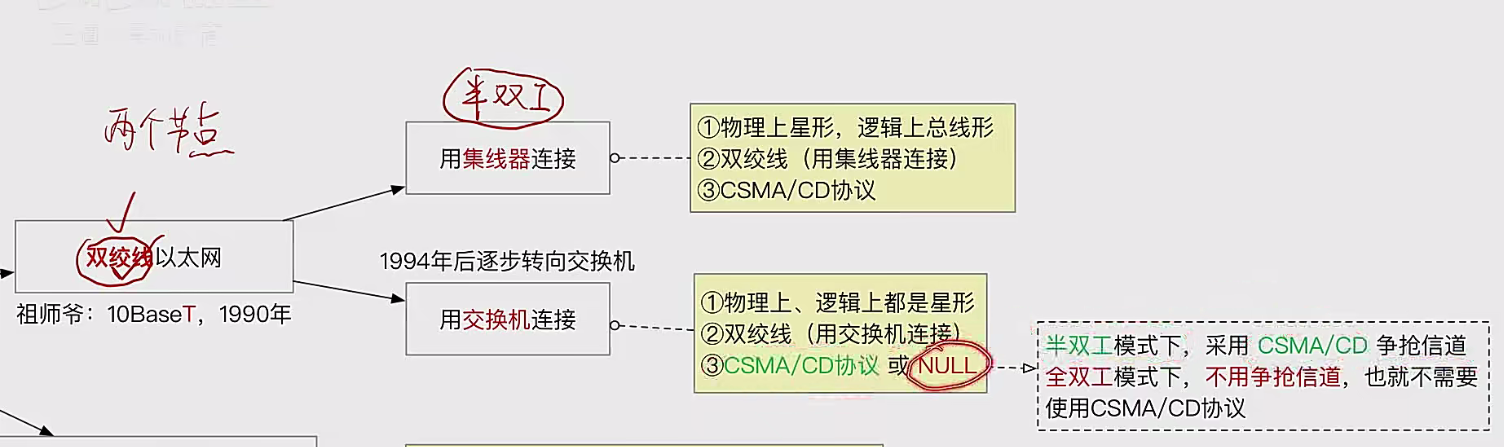 两个节点
半双工
用集线器连接
①物理上星形，逻辑上总线形
②双绞线（用集线器连接）
③CSMA/CD协议
双绞线以太网
祖师爷：10BaseT，1990年
1994年后逐步转向交换机
用交换机连接
①物理上、逻辑上都是星形
②双绞线（用交换机连接）
③CSMA/CD协议 或 NULL
半双工模式下，采用 CSMA/CD 争抢信道
全双工模式下，不用争抢信道，也就不需要
使用CSMA/CD协议